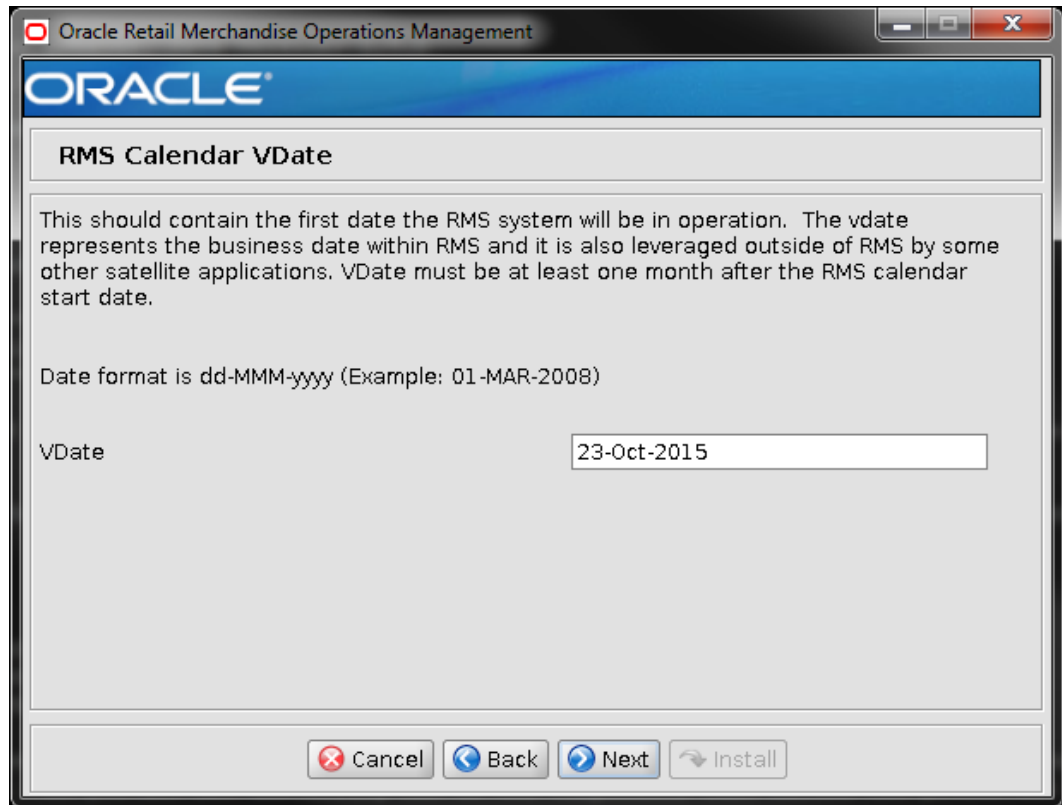 Oracle Retail Merchandise Operations Management
ORACLE®
RMS Calendar VDate
This should contain the first date the RMS system will be in operation.  The vdate
represents the business date within RMS and it is also leveraged outside of RMS by some
other satellite applications. VDate must be at least one month after the RMS calendar
start date.
Date format is dd-MMM-yyyy (Example: 01-MAR-2008)
VDate 23-Oct-2015
Cancel Back Next Install